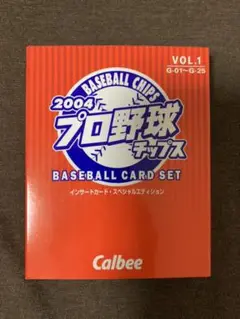 VOL.1
G-01〜G-25
BASEBALL CHIPS
2004
プロ野球
チップス
BASEBALL CARD SET
インサートカード・スペシャルエディション
Calbee